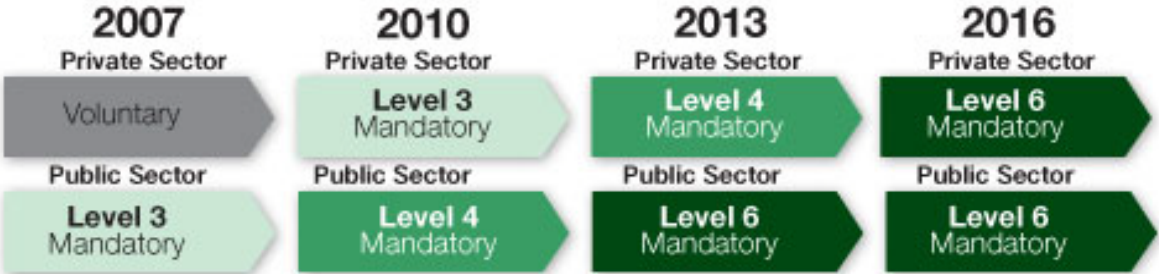 2007 2010 2013 2016
Private Sector Private Sector Private Sector Private Sector
Voluntary Level 3 Level 4 Level 6
Mandatory Mandatory Mandatory
Public Sector Public Sector Public Sector Public Sector
Level 3 Level 4 Level 6 Level 6
Mandatory Mandatory Mandatory Mandatory